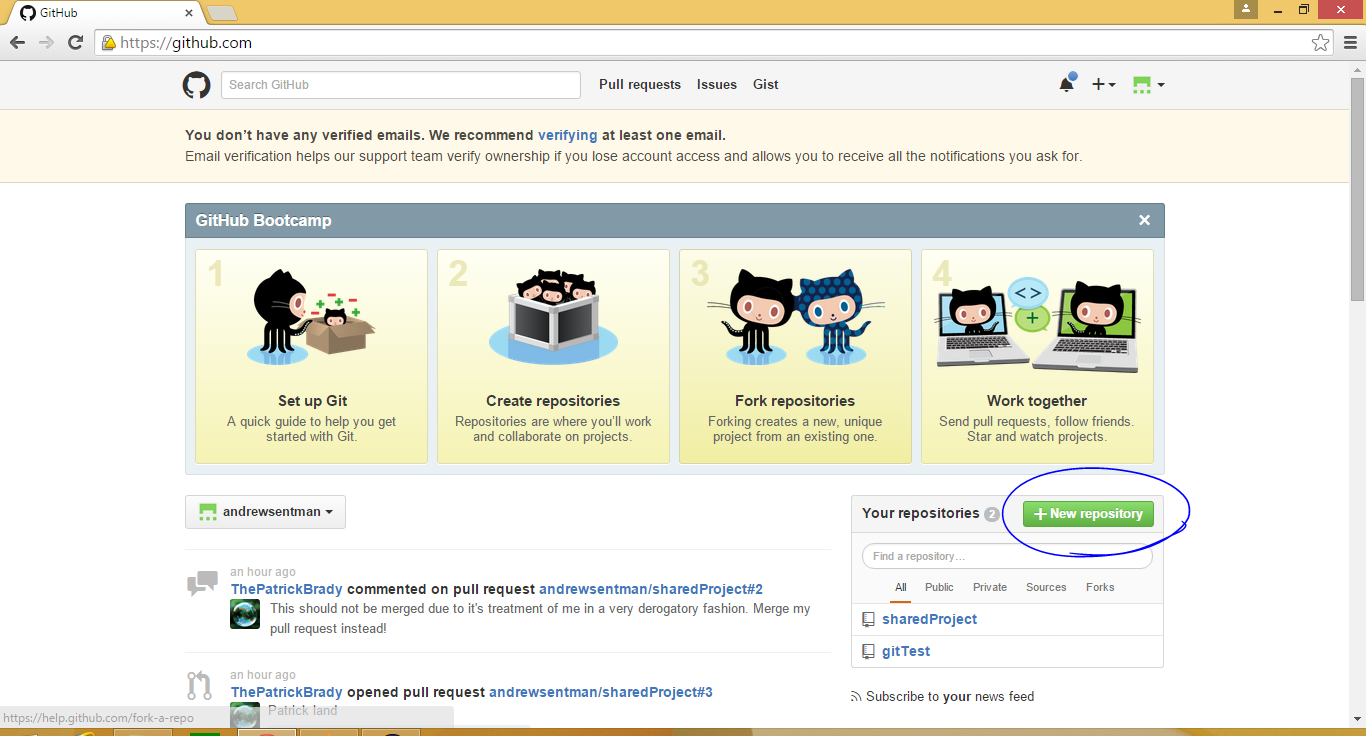 GitHub
https://github.com
Search GitHub
Pull requests Issues Gist
You don't have any verified emails. We recommend verifying at least one email.
Email verification helps our support team verify ownership if you lose account access and allows you to receive all the notifications you ask for.
GitHub Bootcamp
1
Set up Git
A quick guide to help you get
started with Git.
2
Create repositories
Repositories are where you'll work
and collaborate on projects.
3
Fork repositories
Forking creates a new, unique
project from an existing one.
4
Work together
Send pull requests, follow friends.
Star and watch projects.
andrewsentman
an hour ago
ThePatrickBrady commented on pull request andrewsentman/sharedProject#2
This should not be merged due to it's treatment of me in a very derogatory fashion. Merge my
pull request instead!
an hour ago
ThePatrickBrady opened pull request andrewsentman/sharedProject#3
Patrick land
Your repositories 2
New repository
Find a repository…
All Public Private Sources Forks
sharedProject
gitTest
Subscribe to your news feed
https://help.github.com/fork-a-repo